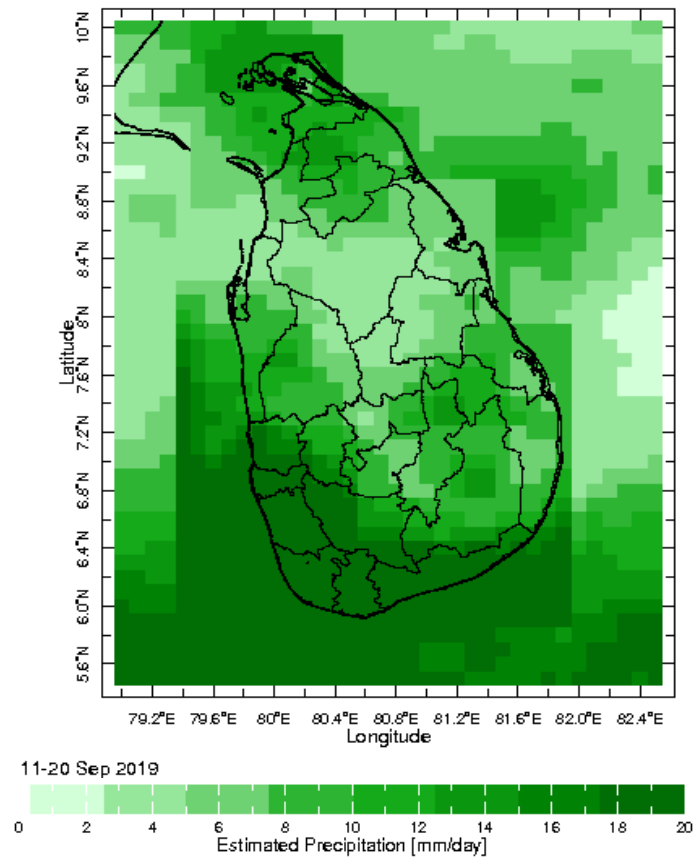 10°N
9.6°N
9.2°N
8.8°N
8.4°N
8°N
7.6°N
7.2°N
6.8°N
6.4°N
6.0°N
5.6°N
Latitude
79.2°E 79.6°E 80°E 80.4°E 80.8°E 81.2°E 81.6°E 82.0°E 82.4°E
Longitude
11-20 Sep 2019
0 2 4 6 8 10 12 14 16 18 20
Estimated Precipitation [mm/day]